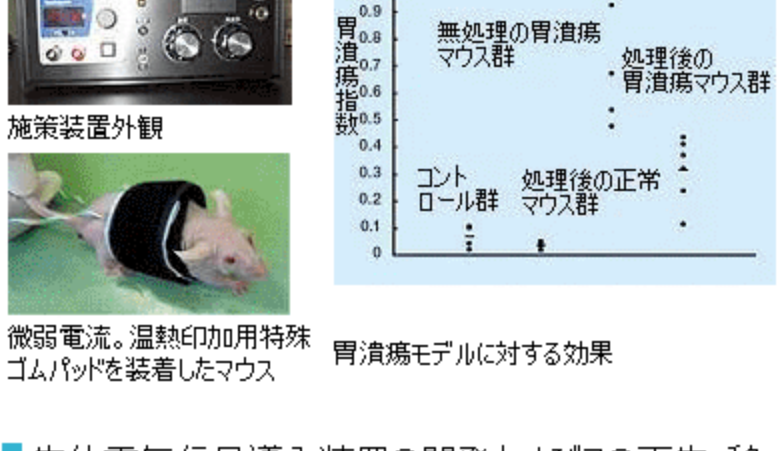 施策装置外観
微弱電流。温熱印加用特殊
ゴムパッドを装着したマウス
胃潰瘍指数
0.9
0.8
0.7
0.6
0.5
0.4
0.3
0.2
0.1
0
無処理の胃潰瘍
マウス群
処理後の
胃潰瘍マウス群
コント
ロール群
処理後の正常
マウス群
胃潰瘍モデルに対する効果